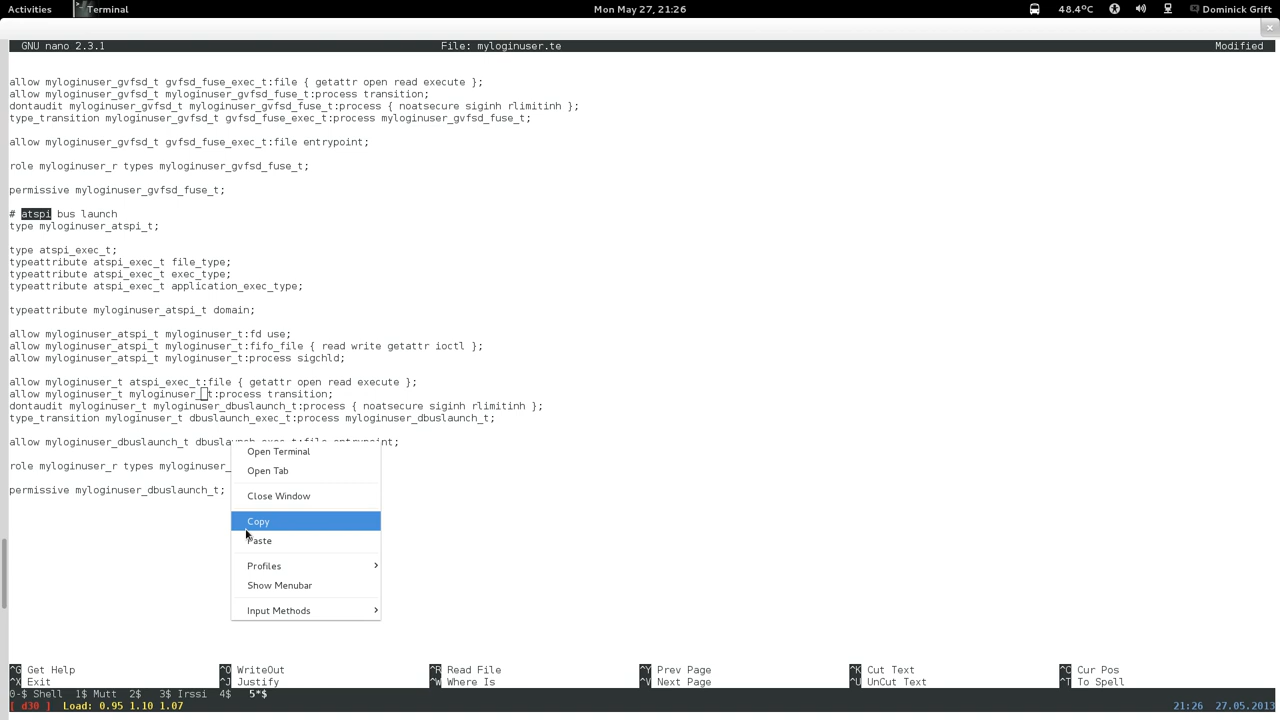 Activities Terminal Mon May 27, 21:26 48.4°C Dominick Grift
GNU nano 2.3.1 File: myloginuser.te Modified
allow myloginuser_gvfsd_t gvfsd_fuse_exec_t:file { getattr open read execute };
allow myloginuser_gvfsd_t myloginuser_gvfsd_fuse_t:process transition;
dontaudit myloginuser_gvfsd_t myloginuser_gvfsd_fuse_t:process { noatsecure siginh rlimitinh };
type_transition myloginuser_gvfsd_t gvfsd_fuse_exec_t:process myloginuser_gvfsd_fuse_t;
allow myloginuser_gvfsd_t gvfsd_fuse_exec_t:file entrypoint;
role myloginuser_r types myloginuser_gvfsd_fuse_t;
permissive myloginuser_gvfsd_fuse_t;
# atspi bus launch
type myloginuser_atspi_t;
type atspi_exec_t;
typeattribute atspi_exec_t file_type;
typeattribute atspi_exec_t exec_type;
typeattribute atspi_exec_t application_exec_type;
typeattribute myloginuser_atspi_t domain;
allow myloginuser_atspi_t myloginuser_t:fd use;
allow myloginuser_atspi_t myloginuser_t:fifo_file { read write getattr ioctl };
allow myloginuser_atspi_t myloginuser_t:process sigchld;
allow myloginuser_t atspi_exec_t:file { getattr open read execute };
allow myloginuser_t myloginuser_ t:process transition;
dontaudit myloginuser_t myloginuser_dbuslaunch_t:process { noatsecure siginh rlimitinh };
type_transition myloginuser_t dbuslaunch_exec_t:process myloginuser_dbuslaunch_t;
allow myloginuser_dbuslaunch_t dbuslaunch_exec_t:file entrypoint;
role myloginuser_r types myloginuser_
permissive myloginuser_dbuslaunch_t;
Open Terminal
Open Tab
Close Window
Copy
Paste
Profiles
Show Menubar
Input Methods
^G Get Help ^O WriteOut ^R Read File ^Y Prev Page ^K Cut Text ^C Cur Pos
^X Exit ^J Justify ^W Where Is ^V Next Page ^U UnCut Text ^T To Spell
0-$ Shell 1$ Mutt 2$ 3$ Irssi 4$ 5*$
[ d30 ] Load: 0.95 1.10 1.07 21:26 27.05.2013